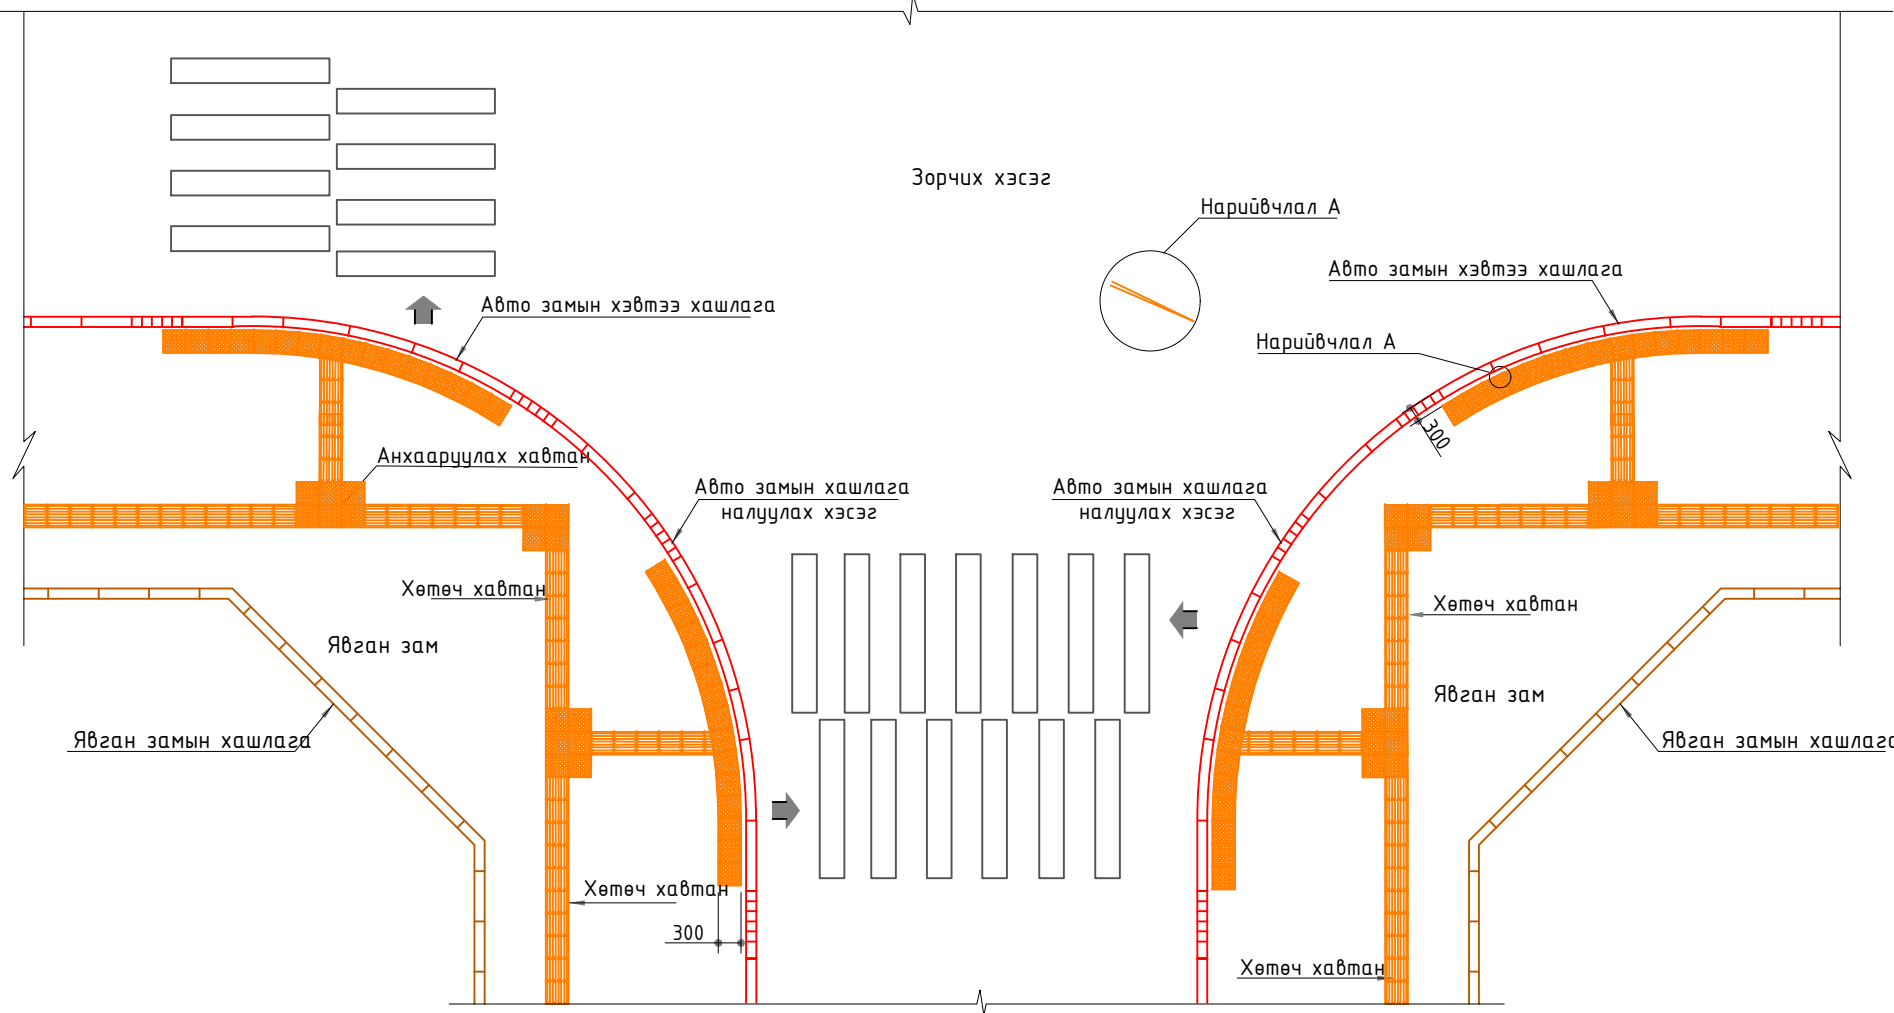 Зорчих хэсэг
Нарийвчлал А
Авто замын хэвтээ хашлага
Авто замын хэвтээ хашлага
Нарийвчлал А
300
Анхааруулах хавтан
Авто замын хашлага
налуулах хэсэг
Авто замын хашлага
налуулах хэсэг
Хөтөч хавтан
Хөтөч хавтан
Явган зам
Явган зам
Явган замын хашлага
Явган замын хашлага
Хөтөч хавтан
300
Хөтөч хавтан